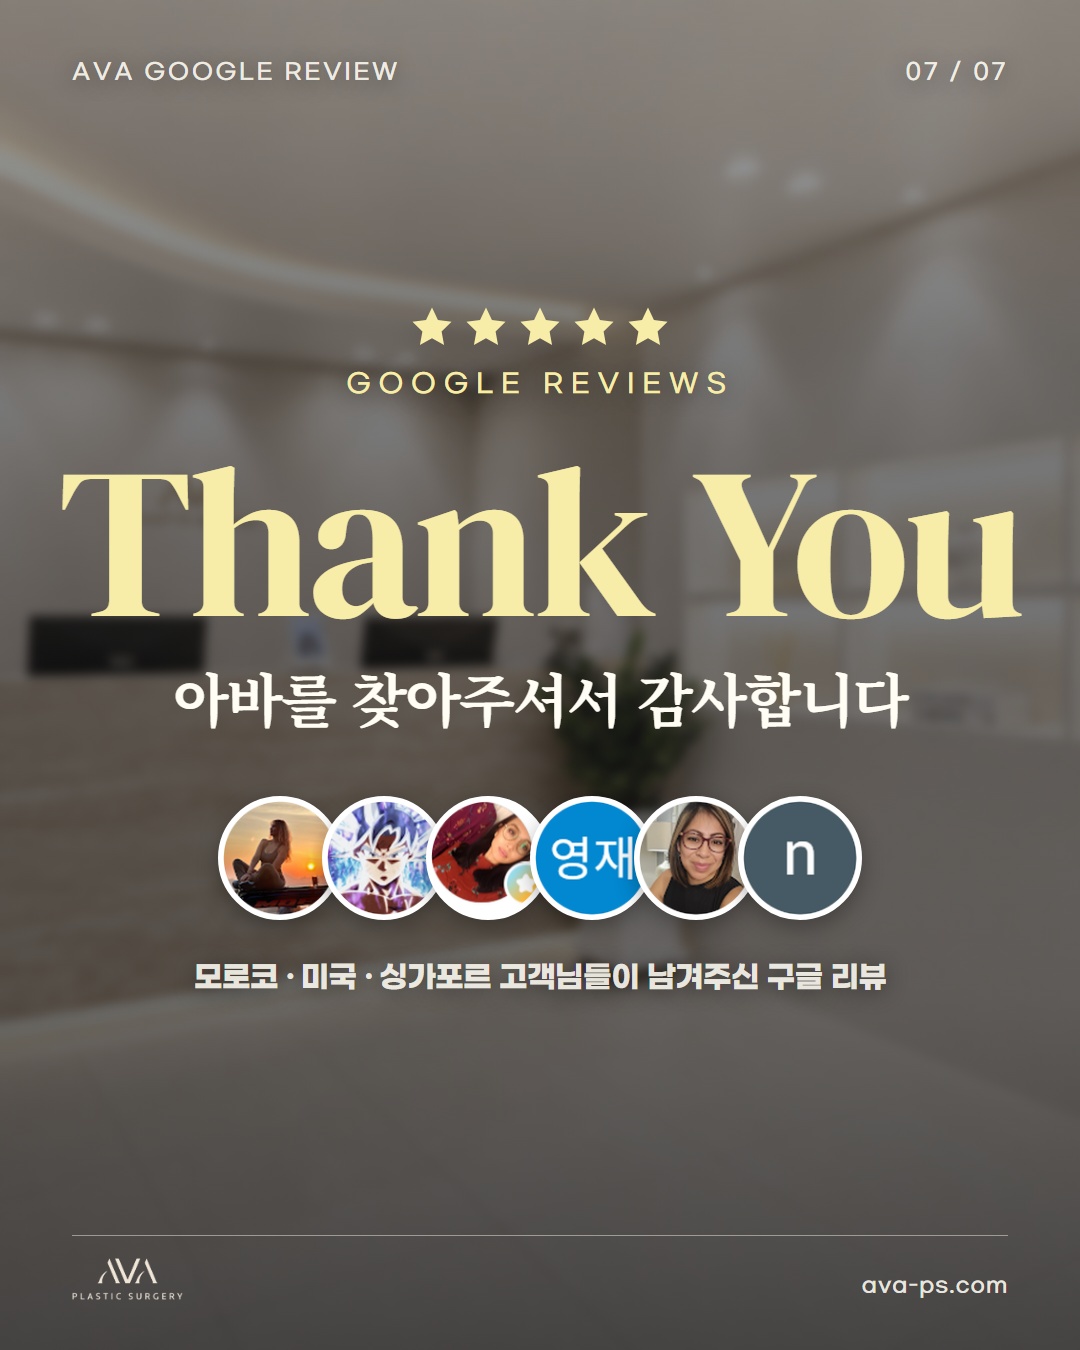 AVA GOOGLE REVIEW
07 / 07
GOOGLE REVIEWS
Thank You
아바를 찾아주셔서 감사합니다
영재
n
모로코 · 미국 · 싱가포르 고객님들이 남겨주신 구글 리뷰
AVA
PLASTIC SURGERY
ava-ps.com